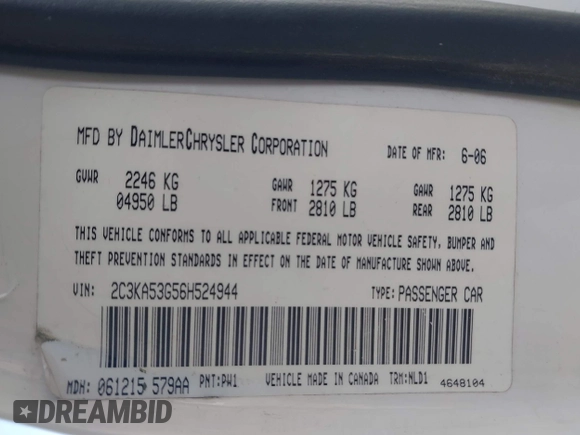 MFD BY DAIMLERCHRYSLER CORPORATION DATE OF MFR: 6-06
GVWR 2246 KG GAWR 1275 KG GAWR 1275 KG
04950 LB FRONT 2810 LB REAR 2810 LB
THIS VEHICLE CONFORMS TO ALL APPLICABLE FEDERAL MOTOR VEHICLE SAFETY, BUMPER AND
THEFT PREVENTION STANDARDS IN EFFECT ON THE DATE OF MANUFACTURE SHOWN ABOVE.
VIN: 2C3KA53G56H524944 TYPE: PASSENGER CAR
MDH: 061215 579AA PNT: PW1 VEHICLE MADE IN CANADA TRM: NLD1 4648104
DREAMBID